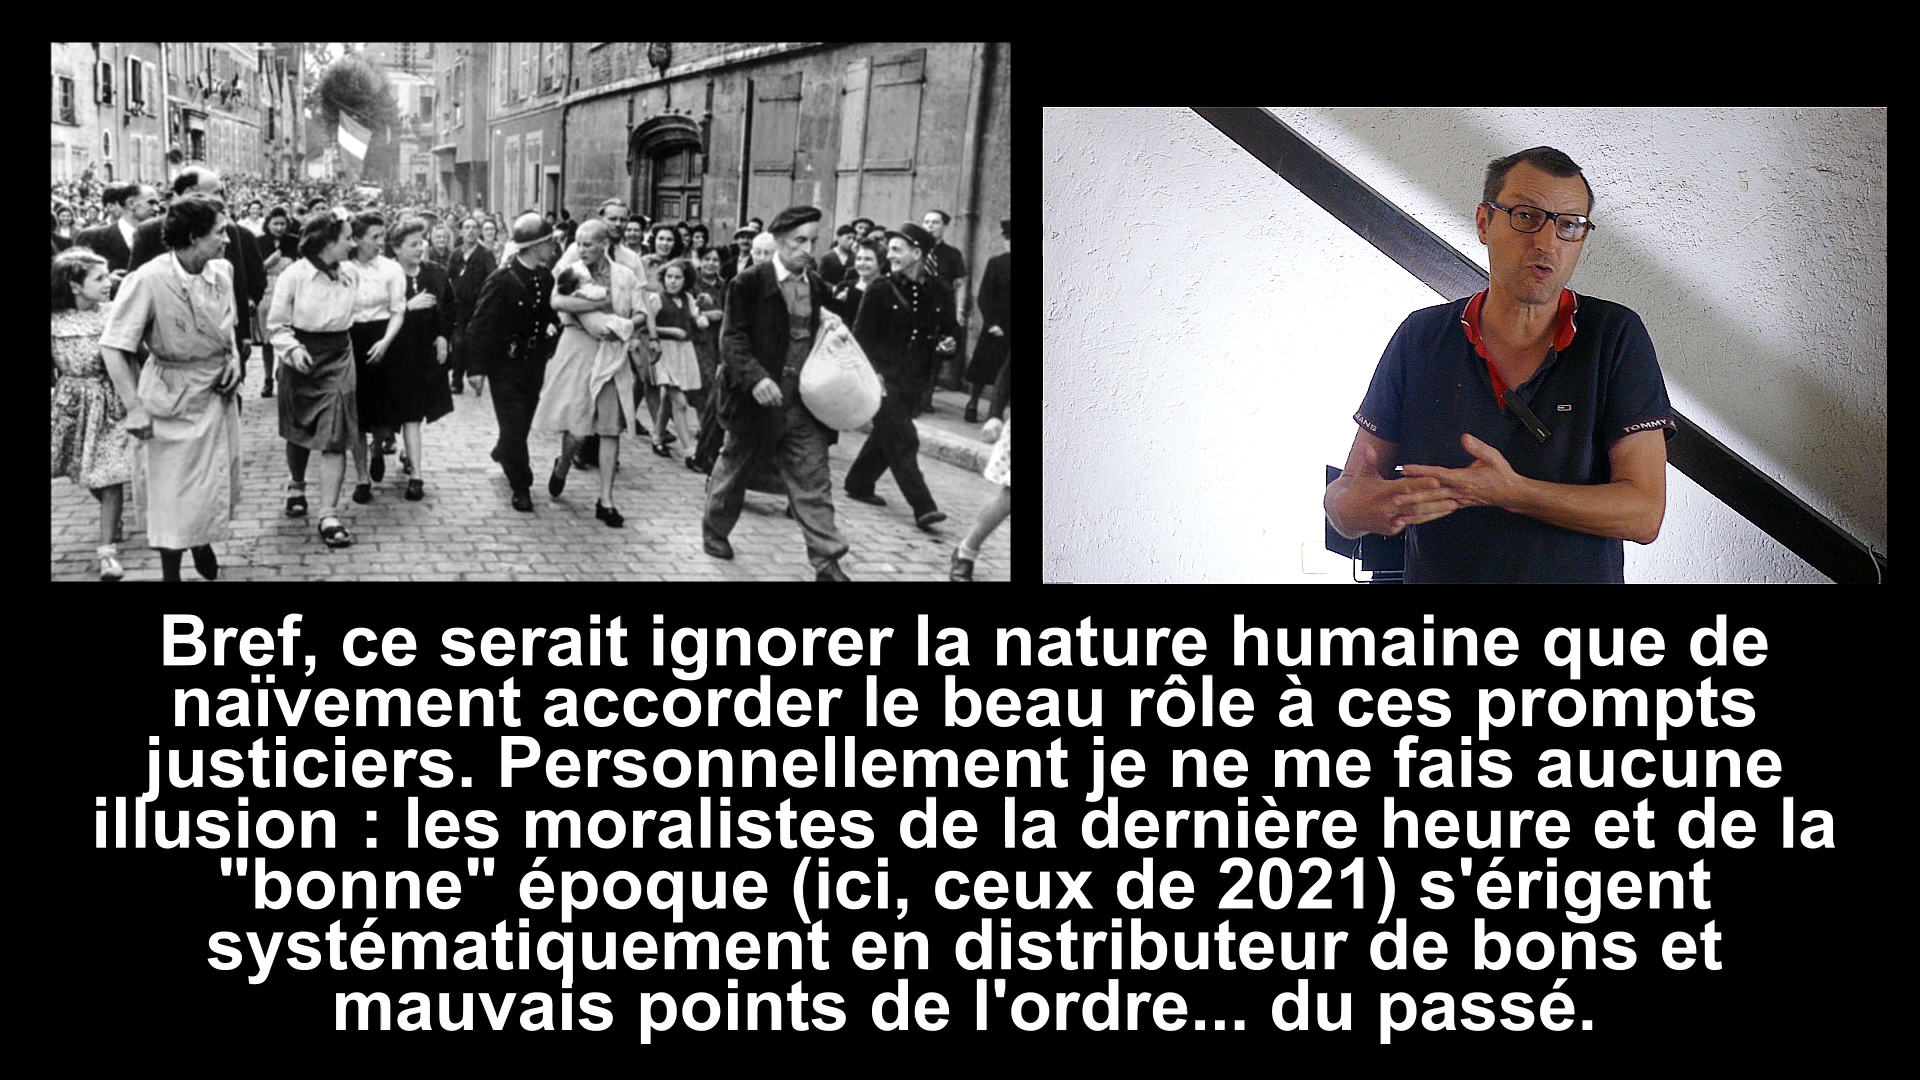 TOMMY
Bref, ce serait ignorer la nature humaine que de
naïvement accorder le beau rôle à ces prompts
justiciers. Personnellement je ne me fais aucune
illusion : les moralistes de la dernière heure et de la
"bonne" époque (ici, ceux de 2021) s'érigent
systématiquement en distributeur de bons et
mauvais points de l'ordre... du passé.